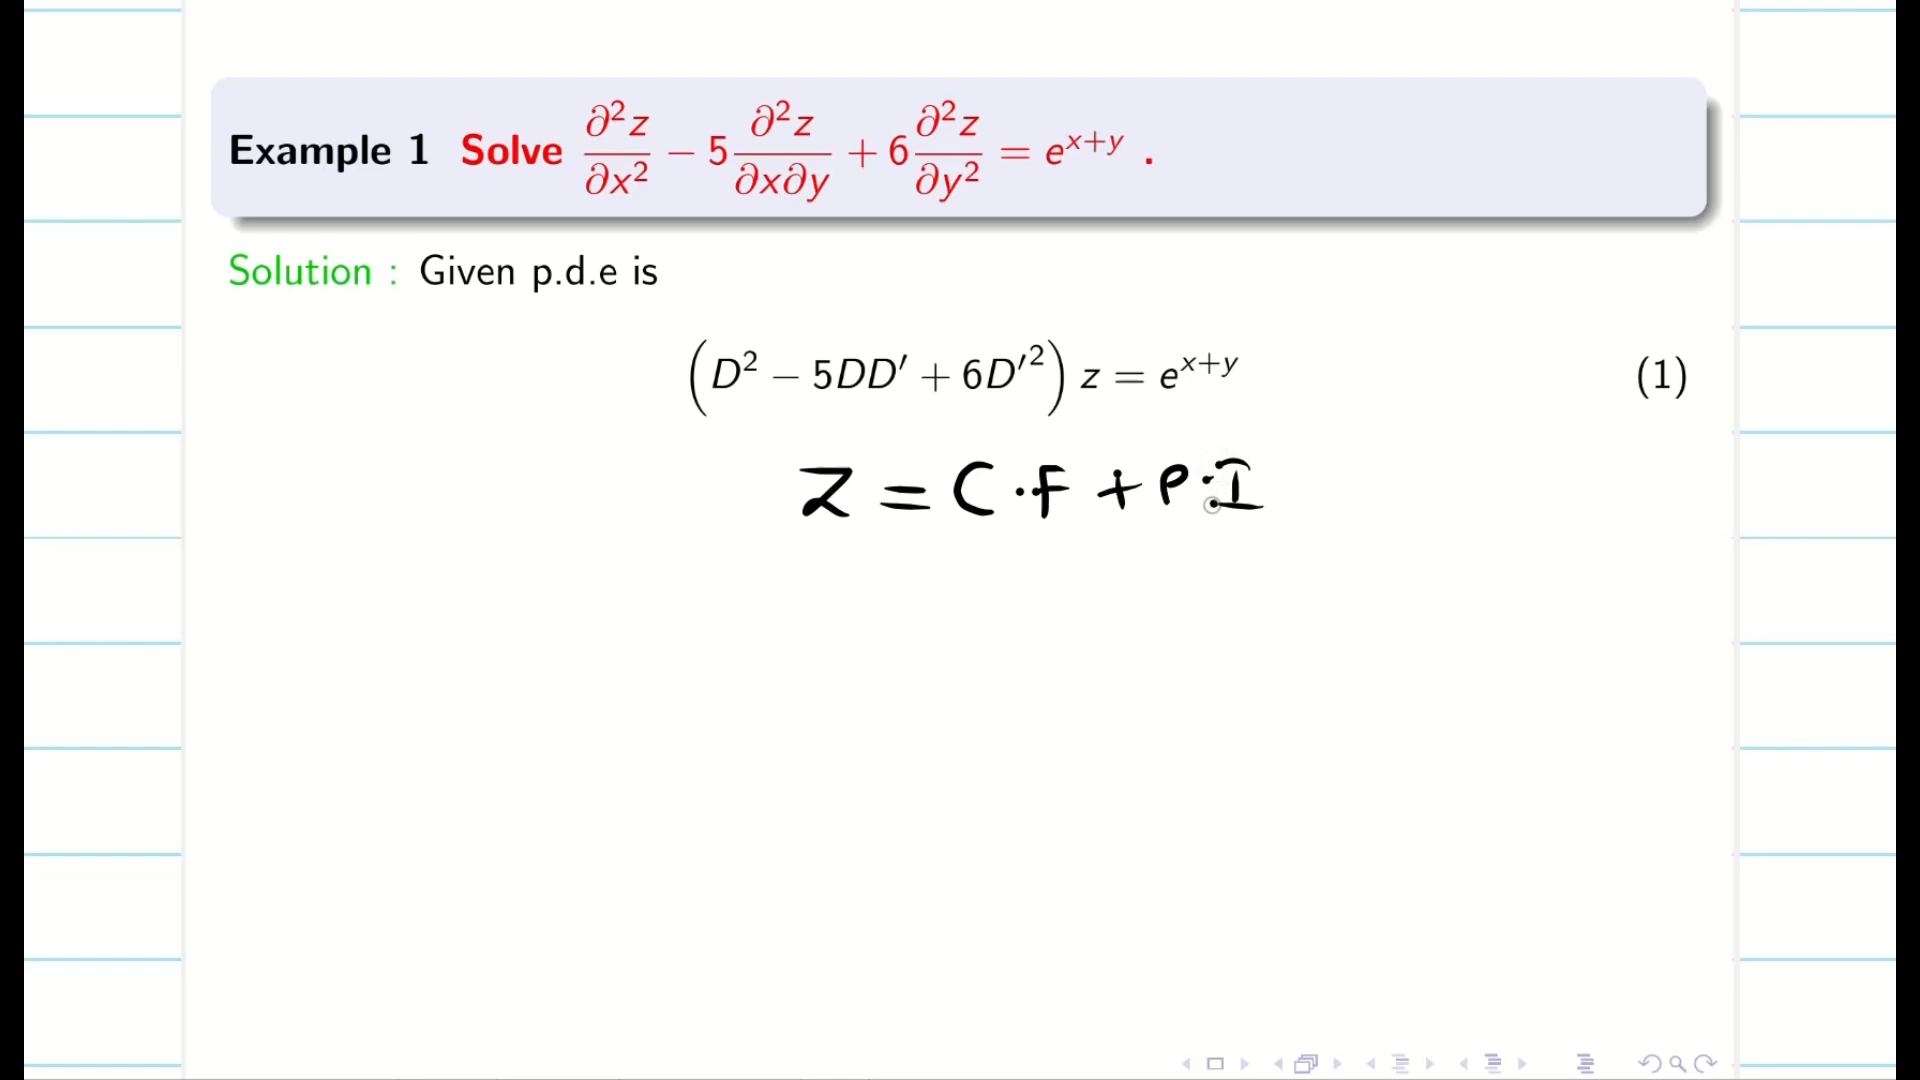 Example 1 Solve ∂²z/∂x² − 5 ∂²z/∂x∂y + 6 ∂²z/∂y² = e^{x+y} .
Solution : Given p.d.e is
(D² − 5DD′ + 6D′²) z = e^{x+y} (1)
Z = C.F + P.I